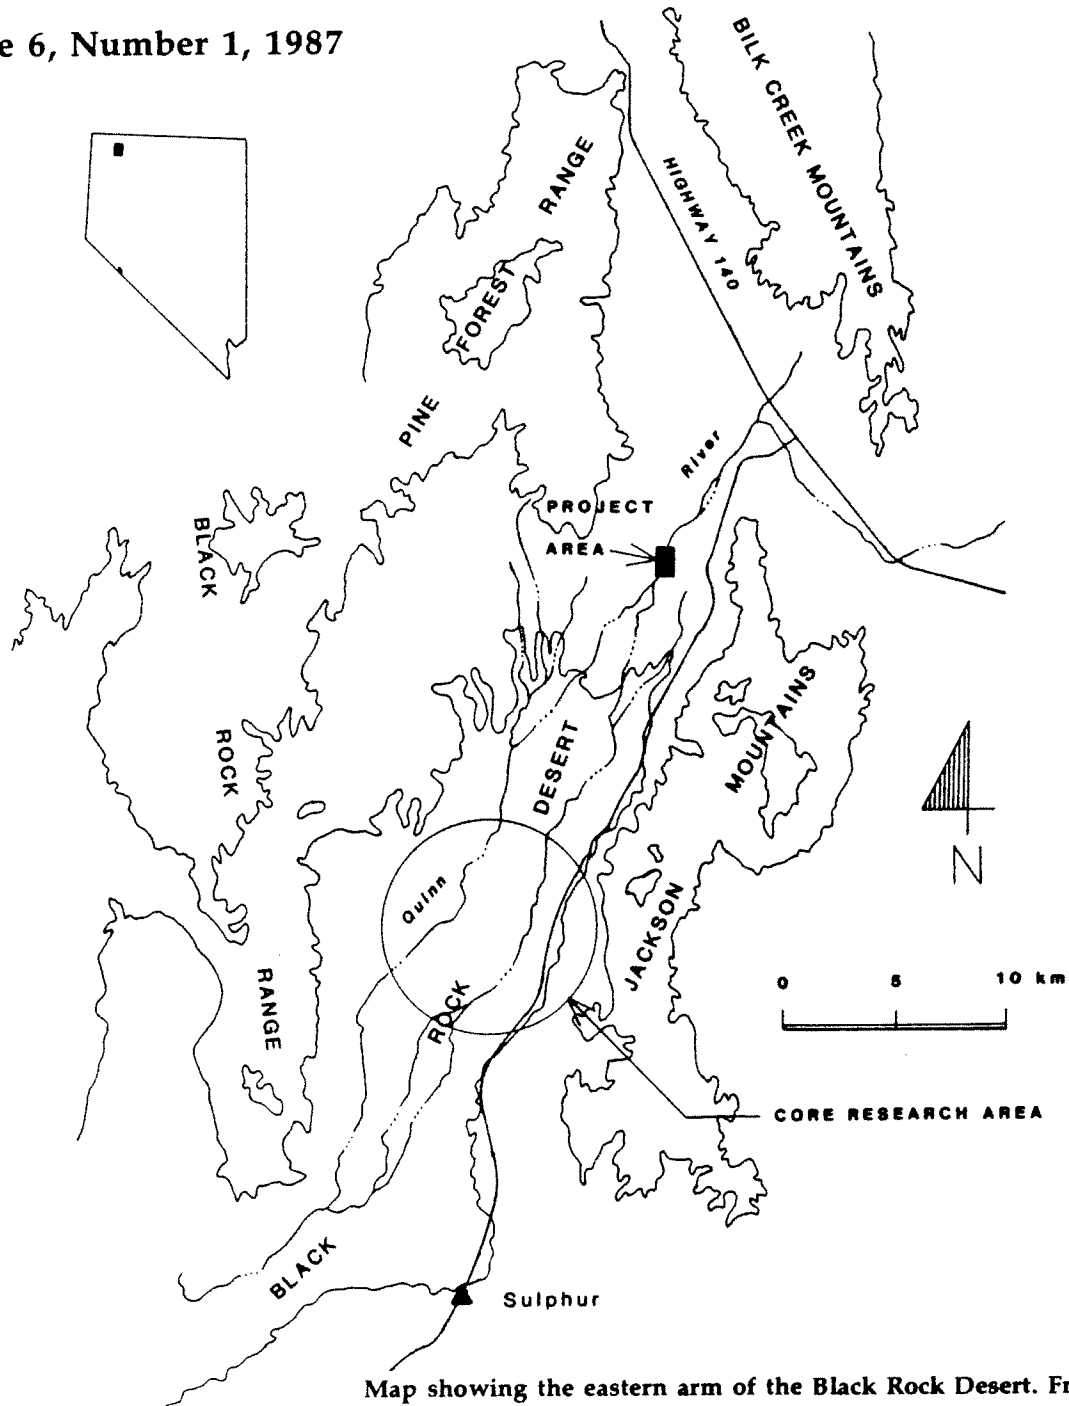 e 6, Number 1, 1987
BILK CREEK MOUNTAINS
HIGHWAY 140
PINE FOREST RANGE
River
PROJECT
AREA
BLACK ROCK RANGE
BLACK ROCK DESERT
Quinn
JACKSON MOUNTAINS
N
0 5 10 km
CORE RESEARCH AREA
Sulphur
Map showing the eastern arm of the Black Rock Desert. Fr